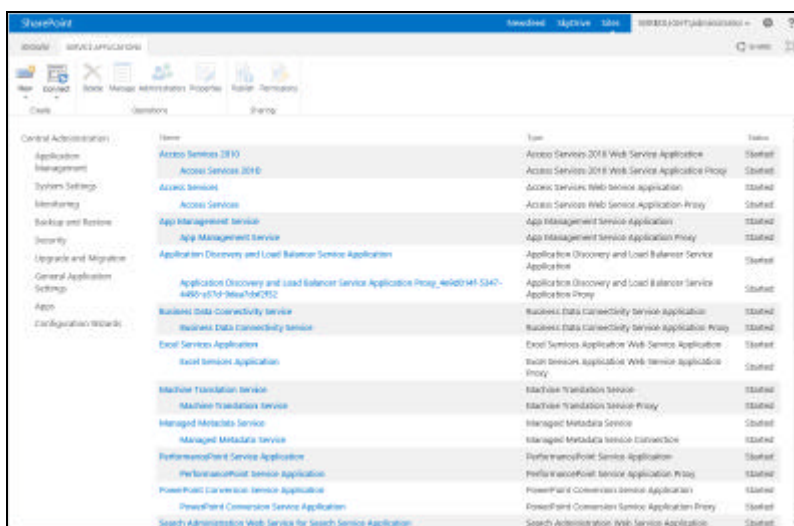 SharePoint Newsfeed SkyDrive Sites
BROWSE SERVICE APPLICATIONS SHARE
New Connect Delete Manage Administrators Properties Publish Permissions
Create Operations Sharing
Central Administration
Application
Management
System Settings
Monitoring
Backup and Restore
Security
Upgrade and Migration
General Application
Settings
Apps
Configuration Wizards
Name Type Status
Access Services 2010 Access Services 2010 Web Service Application Started
Access Services 2010 Access Services 2010 Web Service Application Proxy Started
Access Services Access Services Web Service Application Started
Access Services Access Services Web Service Application Proxy Started
App Management Service App Management Service Application Started
App Management Service App Management Service Application Proxy Started
Application Discovery and Load Balancer Service Application Application Discovery and Load Balancer Service
Application Started
Application Discovery and Load Balancer Service Application Application Discovery and Load Balancer Service
Application Proxy Started
Business Data Connectivity Service Business Data Connectivity Service Application Started
Business Data Connectivity Service Business Data Connectivity Service Application Proxy Started
Excel Services Application Excel Services Application Web Service Application Started
Excel Services Application Excel Services Application Web Service Application
Proxy Started
Machine Translation Service Machine Translation Service Started
Machine Translation Service Machine Translation Service Proxy Started
Managed Metadata Service Managed Metadata Service Started
Managed Metadata Service Managed Metadata Service Connection Started
PerformancePoint Service Application PerformancePoint Service Application Started
PerformancePoint Service Application PerformancePoint Service Application Proxy Started
PowerPoint Conversion Service Application PowerPoint Conversion Service Application Started
PowerPoint Conversion Service Application PowerPoint Conversion Service Application Proxy Started
Search Administration Web Service for Search Service Application Search Administration Web Service Application Started